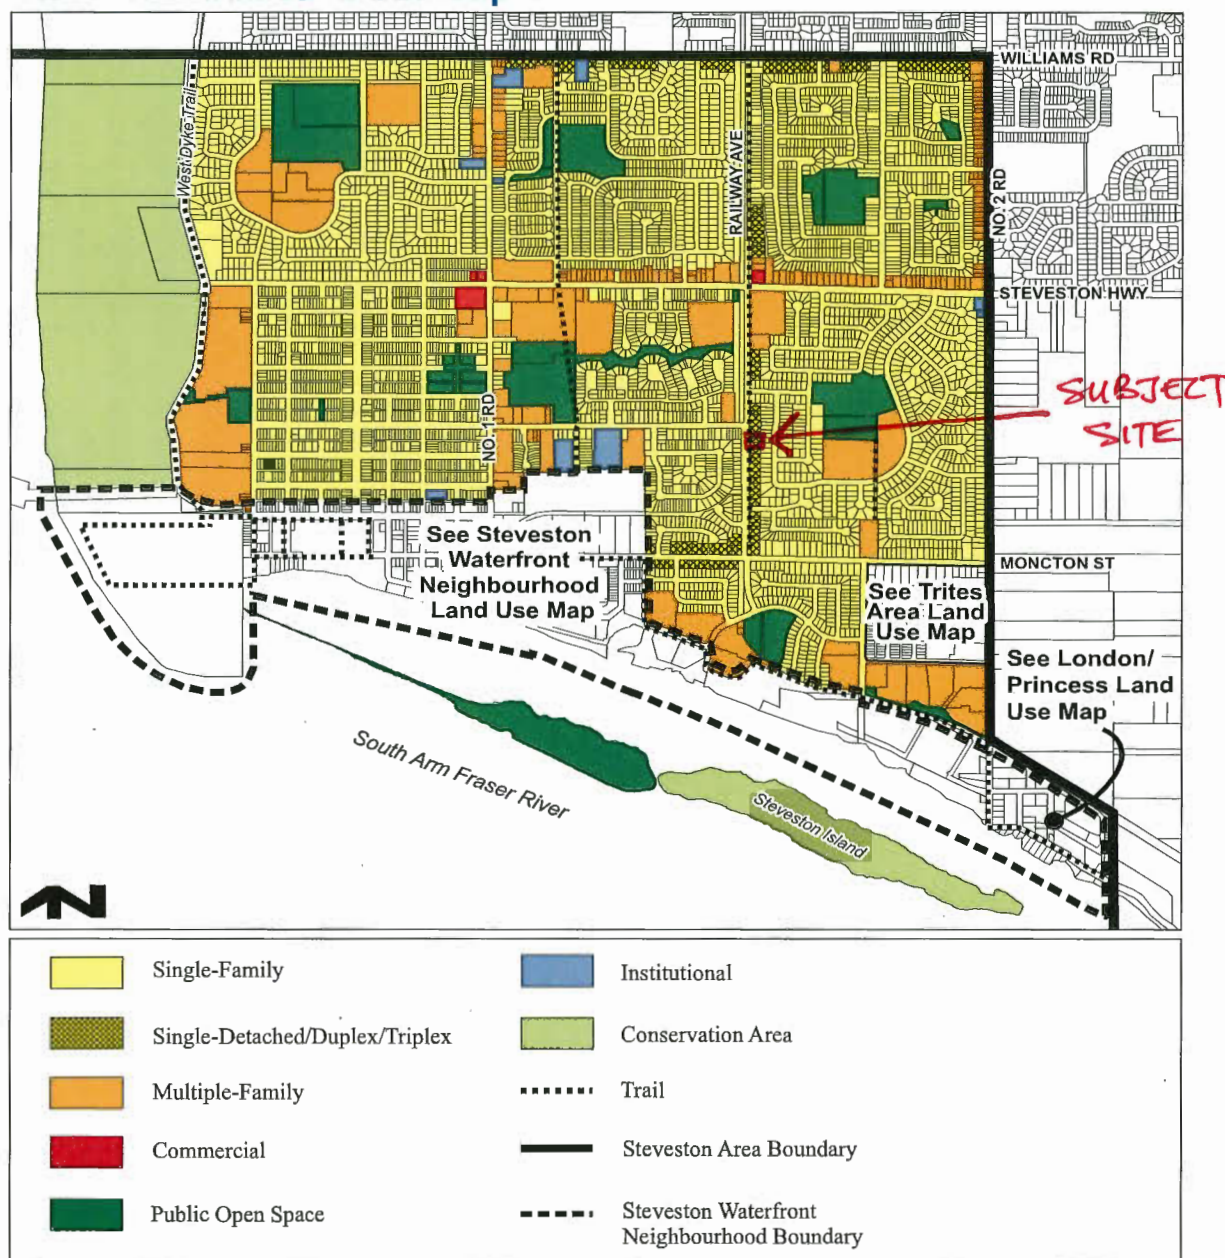 WILLIAMS RD
West Dyke Trail
RAILWAY AVE
NO. 2 RD
STEVESTON HWY
SUBJECT
SITE
NO. 1 RD
See Steveston
Waterfront
Neighbourhood
Land Use Map
MONCTON ST
See Trites
Area Land
Use Map
See London/
Princess Land
Use Map
South Arm Fraser River
Steveston Island
N
Single-Family
Institutional
Single-Detached/Duplex/Triplex
Conservation Area
Multiple-Family
Trail
Commercial
Steveston Area Boundary
Public Open Space
Steveston Waterfront
Neighbourhood Boundary